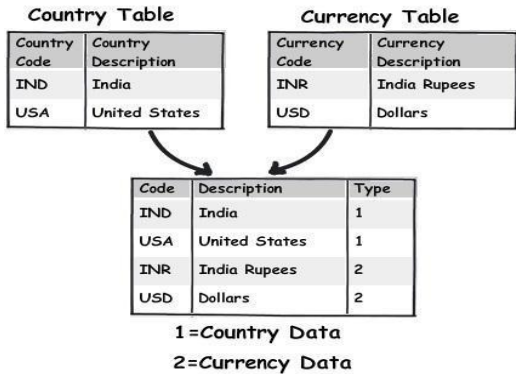 Country Table
Country Code Country Description
IND India
USA United States
Currency Table
Currency Code Currency Description
INR India Rupees
USD Dollars
Code Description Type
IND India 1
USA United States 1
INR India Rupees 2
USD Dollars 2
1=Country Data
2=Currency Data